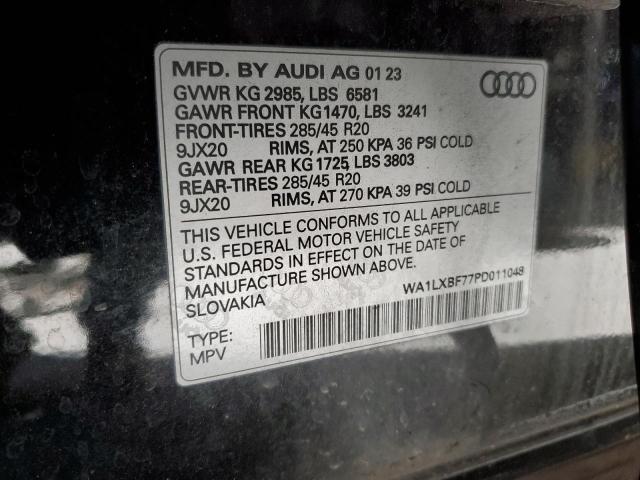 MFD. BY AUDI AG 01 23
GVWR KG 2985, LBS 6581
GAWR FRONT KG1470, LBS 3241
FRONT-TIRES 285/45 R20
9JX20 RIMS, AT 250 KPA 36 PSI COLD
GAWR REAR KG 1725, LBS 3803
REAR-TIRES 285/45 R20
9JX20 RIMS, AT 270 KPA 39 PSI COLD
THIS VEHICLE CONFORMS TO ALL APPLICABLE
U.S. FEDERAL MOTOR VEHICLE SAFETY
STANDARDS IN EFFECT ON THE DATE OF
MANUFACTURE SHOWN ABOVE.
SLOVAKIA
WA1LXBF77PD011048
TYPE:
MPV